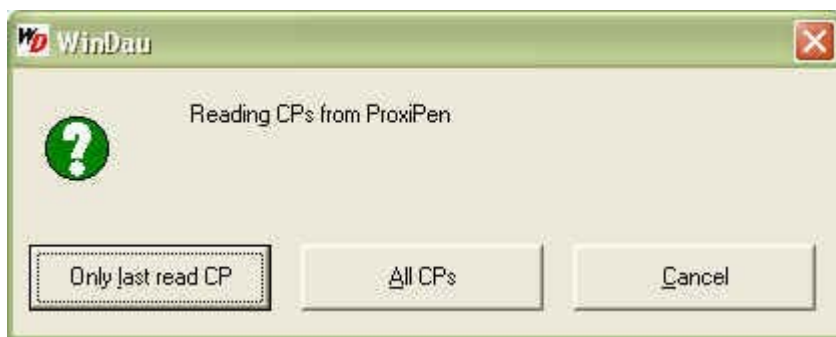 WD WinDau
Reading CPs from ProxiPen
?
Only last read CP All CPs Cancel